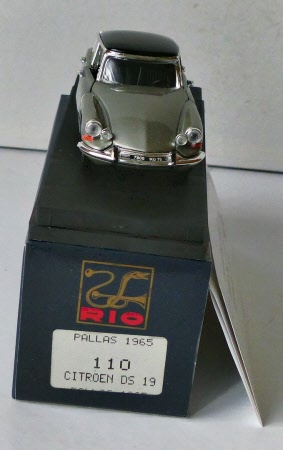 RIO
PALLAS 1965
110
CITROEN DS 19